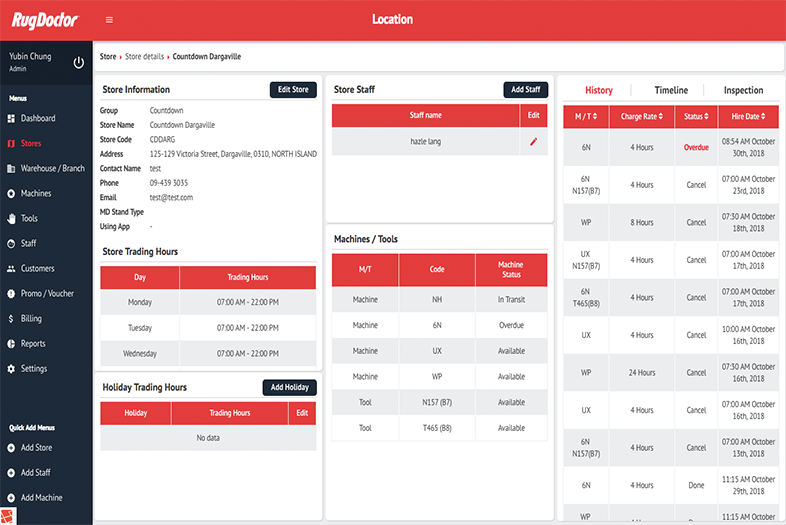 RugDoctor
Location
Yubin Chung
Admin
Menus
Dashboard
Stores
Warehouse / Branch
Machines
Tools
Staff
Customers
Promo / Voucher
Billing
Reports
Settings
Quick Add Menus
Add Store
Add Staff
Add Machine
Store Store details Countdown Dargaville
Store Information Edit Store
Group Countdown
Store Name Countdown Dargaville
Store Code CDDARG
Address 125-129 Victoria Street, Dargaville, 0310, NORTH ISLAND
Contact Name test
Phone 09-439 3035
Email test@test.com
MD Stand Type
Using App -
Store Trading Hours
Day Trading Hours
Monday 07:00 AM - 22:00 PM
Tuesday 07:00 AM - 22:00 PM
Wednesday 07:00 AM - 22:00 PM
Holiday Trading Hours Add Holiday
Holiday Trading Hours Edit
No data
Store Staff Add Staff
Staff name Edit
hazle lang
Machines / Tools
M/T Code Machine
Status
Machine NH In Transit
Machine 6N Overdue
Machine UX Available
Machine WP Available
Tool N157 (B7) Available
Tool T465 (B8) Available
History Timeline Inspection
M / T Charge Rate Status Hire Date
6N 4 Hours Overdue 08:54 AM October
30th, 2018
6N
N157(B7) 4 Hours Cancel 07:00 AM October
23rd, 2018
WP 8 Hours Cancel 07:30 AM October
18th, 2018
UX
N157(B7) 4 Hours Cancel 07:00 AM October
17th, 2018
6N
T465(B8) 4 Hours Cancel 07:00 AM October
17th, 2018
UX 4 Hours Cancel 10:00 AM October
16th, 2018
WP 24 Hours Cancel 07:30 AM October
16th, 2018
UX 4 Hours Cancel 07:00 AM October
16th, 2018
6N
N157(B7) 4 Hours Cancel 07:00 AM October
13th, 2018
6N 4 Hours Done 11:15 AM October
29th, 2018
WP 4 Hours Done 11:15 AM October